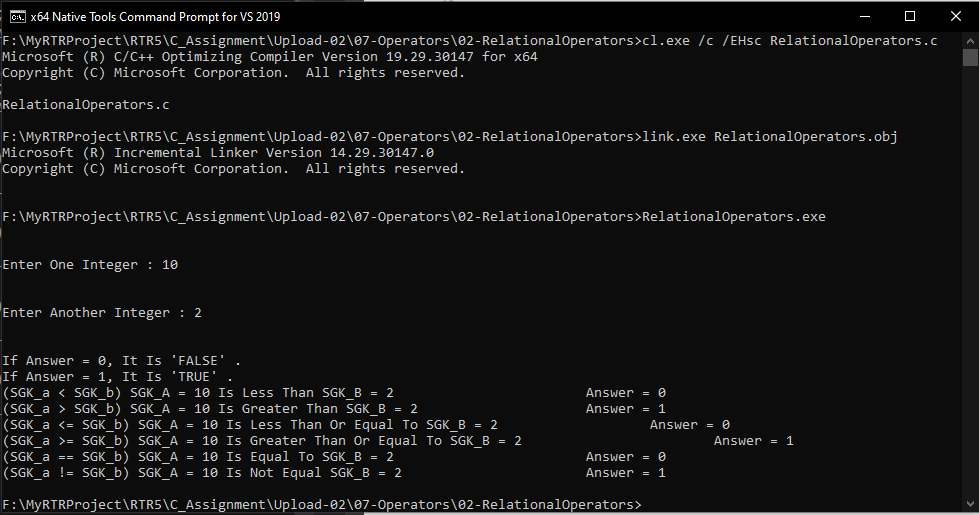 x64 Native Tools Command Prompt for VS 2019
F:\MyRTRProject\RTR5\C_Assignment\Upload-02\07-Operators\02-RelationalOperators>cl.exe /c /EHsc RelationalOperators.c
Microsoft (R) C/C++ Optimizing Compiler Version 19.29.30147 for x64
Copyright (C) Microsoft Corporation.  All rights reserved.
RelationalOperators.c
F:\MyRTRProject\RTR5\C_Assignment\Upload-02\07-Operators\02-RelationalOperators>link.exe RelationalOperators.obj
Microsoft (R) Incremental Linker Version 14.29.30147.0
Copyright (C) Microsoft Corporation.  All rights reserved.
F:\MyRTRProject\RTR5\C_Assignment\Upload-02\07-Operators\02-RelationalOperators>RelationalOperators.exe
Enter One Integer : 10
Enter Another Integer : 2
If Answer = 0, It Is 'FALSE' .
If Answer = 1, It Is 'TRUE' .
(SGK_a < SGK_b) SGK_A = 10 Is Less Than SGK_B = 2                        Answer = 0
(SGK_a > SGK_b) SGK_A = 10 Is Greater Than SGK_B = 2                     Answer = 1
(SGK_a <= SGK_b) SGK_A = 10 Is Less Than Or Equal To SGK_B = 2                   Answer = 0
(SGK_a >= SGK_b) SGK_A = 10 Is Greater Than Or Equal To SGK_B = 2                        Answer = 1
(SGK_a == SGK_b) SGK_A = 10 Is Equal To SGK_B = 2                        Answer = 0
(SGK_a != SGK_b) SGK_A = 10 Is Not Equal SGK_B = 2                       Answer = 1
F:\MyRTRProject\RTR5\C_Assignment\Upload-02\07-Operators\02-RelationalOperators>